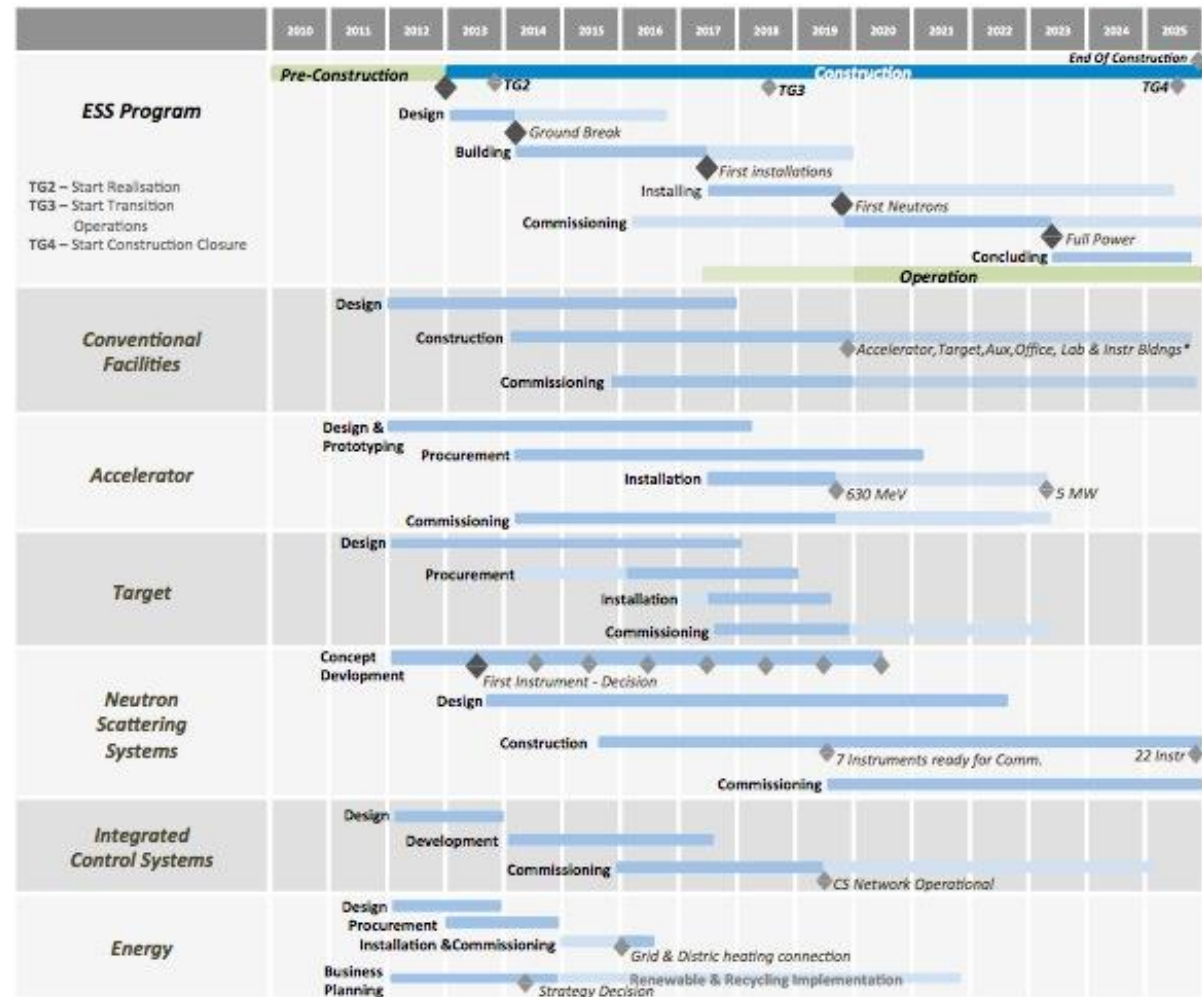 2010 2011 2012 2013 2014 2015 2016 2017 2018 2019 2020 2021 2022 2023 2024 2025
End Of Construction
Pre-Construction
Construction
TG2
TG3
TG4
ESS Program
Design
Ground Break
Building
First installations
TG2 – Start Realisation
TG3 – Start Transition
Operations
TG4 – Start Construction Closure
Installing
First Neutrons
Commissioning
Full Power
Concluding
Operation
Conventional
Facilities
Design
Construction
Accelerator,Target,Aux,Office, Lab & Instr Bldngs*
Commissioning
Accelerator
Design &
Prototyping
Procurement
Installation
630 MeV
5 MW
Commissioning
Target
Design
Procurement
Installation
Commissioning
Neutron
Scattering
Systems
Concept
Devlopment
First Instrument - Decision
Design
Construction
7 Instruments ready for Comm.
22 Instr
Commissioning
Integrated
Control Systems
Design
Development
Commissioning
CS Network Operational
Energy
Design
Procurement
Installation &Commissioning
Grid & Distric heating connection
Business
Planning
Renewable & Recycling Implementation
Strategy Decision